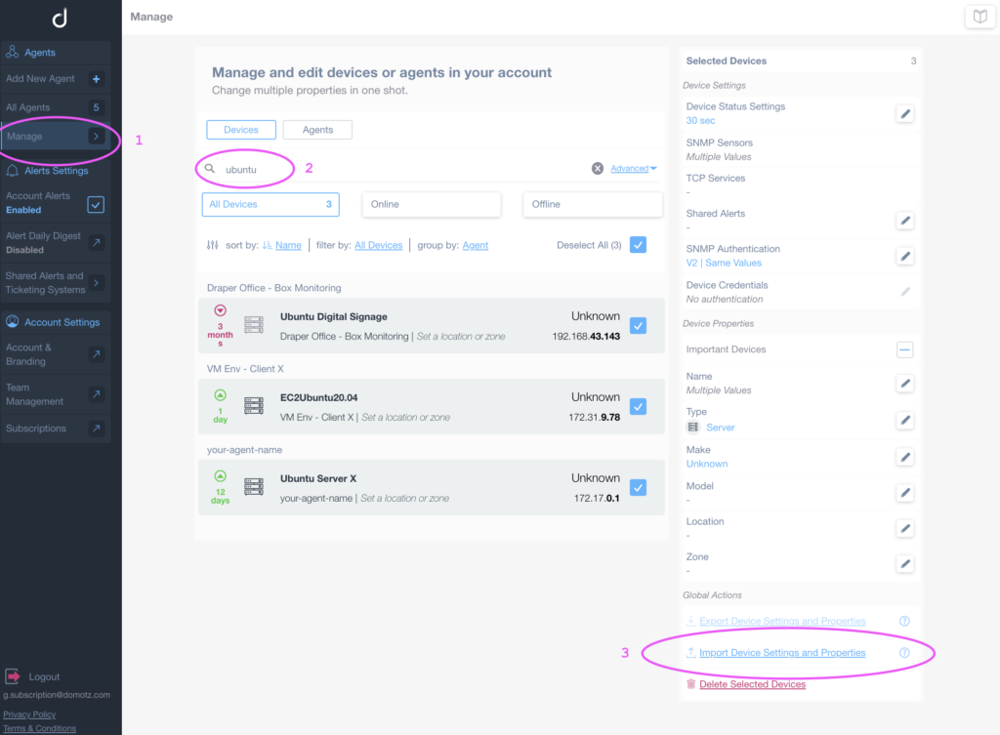 Manage
Agents
Add New Agent +
All Agents 5
Manage >
1
Alerts Settings
Account Alerts
Enabled
Alert Daily Digest
Disabled
Shared Alerts and
Ticketing Systems
Account Settings
Account &
Branding
Team
Management
Subscriptions
Logout
g.subscription@domotz.com
Privacy Policy
Terms & Conditions
Manage and edit devices or agents in your account
Change multiple properties in one shot.
Devices Agents
ubuntu
2
Advanced
All Devices 3 Online Offline
sort by: Name | filter by: All Devices | group by: Agent Deselect All (3)
Draper Office - Box Monitoring
3
month
s
Ubuntu Digital Signage Unknown
Draper Office - Box Monitoring | Set a location or zone 192.168.43.143
VM Env - Client X
1
day
EC2Ubuntu20.04 Unknown
VM Env - Client X | Set a location or zone 172.31.9.78
your-agent-name
12
days
Ubuntu Server X Unknown
your-agent-name | Set a location or zone 172.17.0.1
Selected Devices 3
Device Settings
Device Status Settings
30 sec
SNMP Sensors
Multiple Values
TCP Services
-
Shared Alerts
-
SNMP Authentication
V2 | Same Values
Device Credentials
No authentication
Device Properties
Important Devices
Name
Multiple Values
Type
Server
Make
Unknown
Model
-
Location
-
Zone
-
Global Actions
Export Device Settings and Properties ?
3
Import Device Settings and Properties ?
Delete Selected Devices